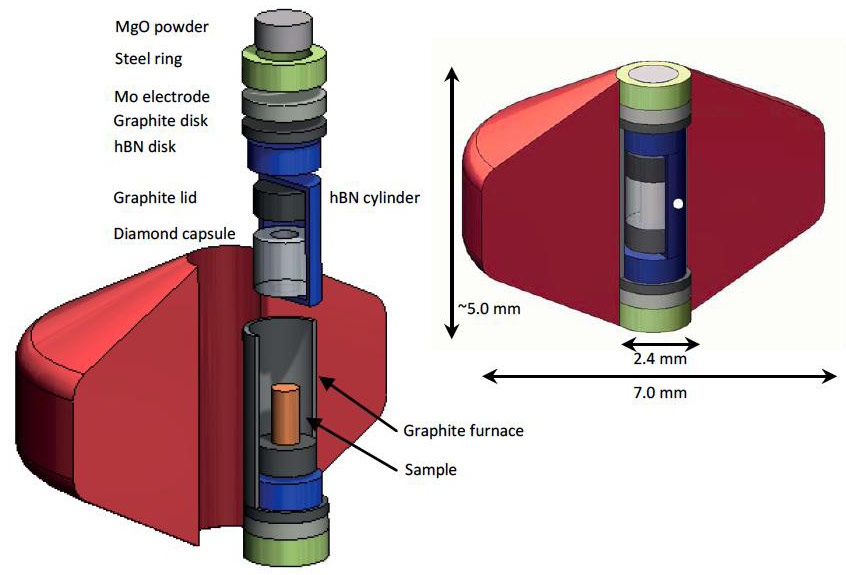 MgO powder
Steel ring
Mo electrode
Graphite disk
hBN disk
Graphite lid
hBN cylinder
Diamond capsule
~5.0 mm
2.4 mm
7.0 mm
Graphite furnace
Sample